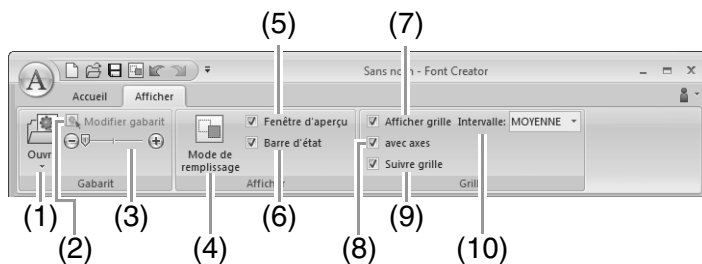 (5)
(7)
Sans nom - Font Creator
A
Accueil Afficher
Modifier gabarit
Fenêtre d'aperçu
Afficher grille Intervalle: MOYENNE
Barre d'état
avec axes
Ouvr
Mode de
remplissage
Suivre grille
Gabarit
Afficher
Grille
(1)
(2)
(3)
(4)
(6)
(8)
(9)
(10)